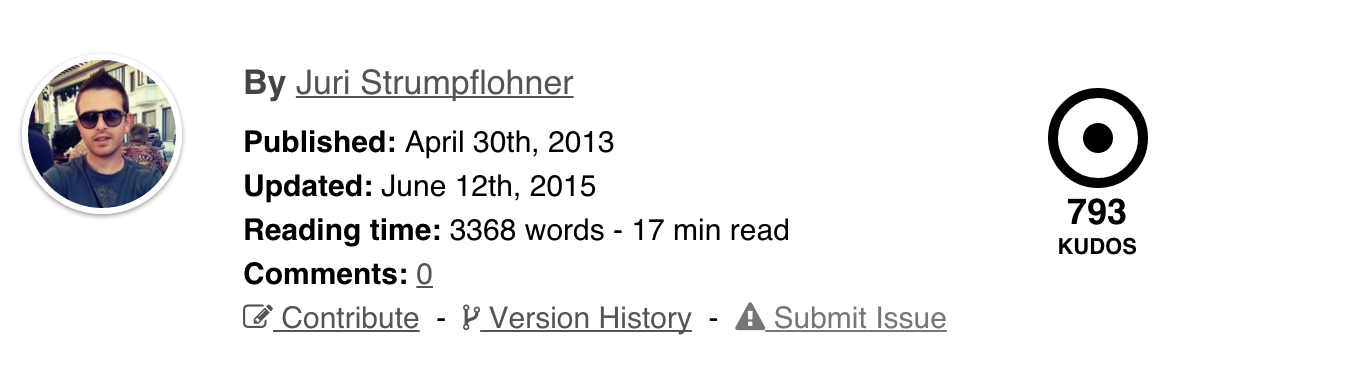 By Juri Strumpflohner
Published: April 30th, 2013
Updated: June 12th, 2015
Reading time: 3368 words - 17 min read
Comments: 0
Contribute - Version History - Submit Issue
793
KUDOS